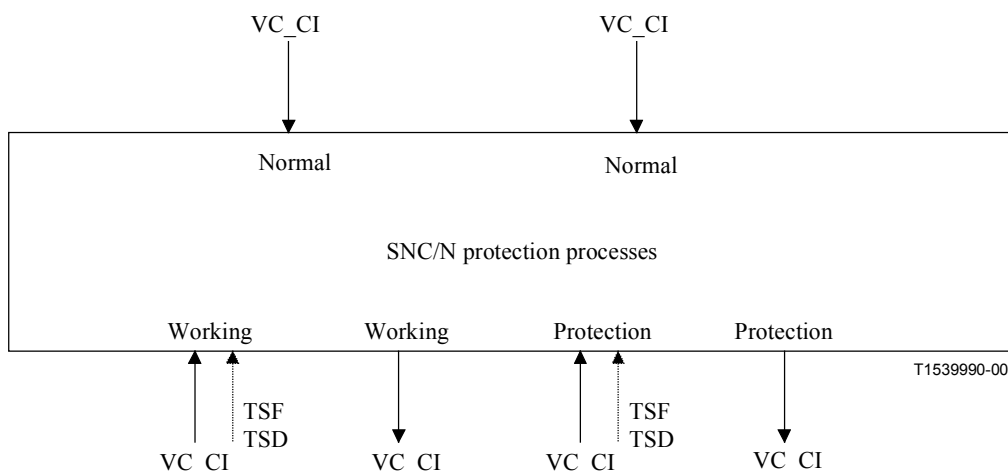 VC_CI VC_CI
Normal Normal
SNC/N protection processes
Working Working Protection Protection
T1539990-00
TSF TSF
TSD TSD
VC_CI VC_CI VC_CI VC_CI